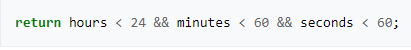 return hours < 24 && minutes < 60 && seconds < 60;